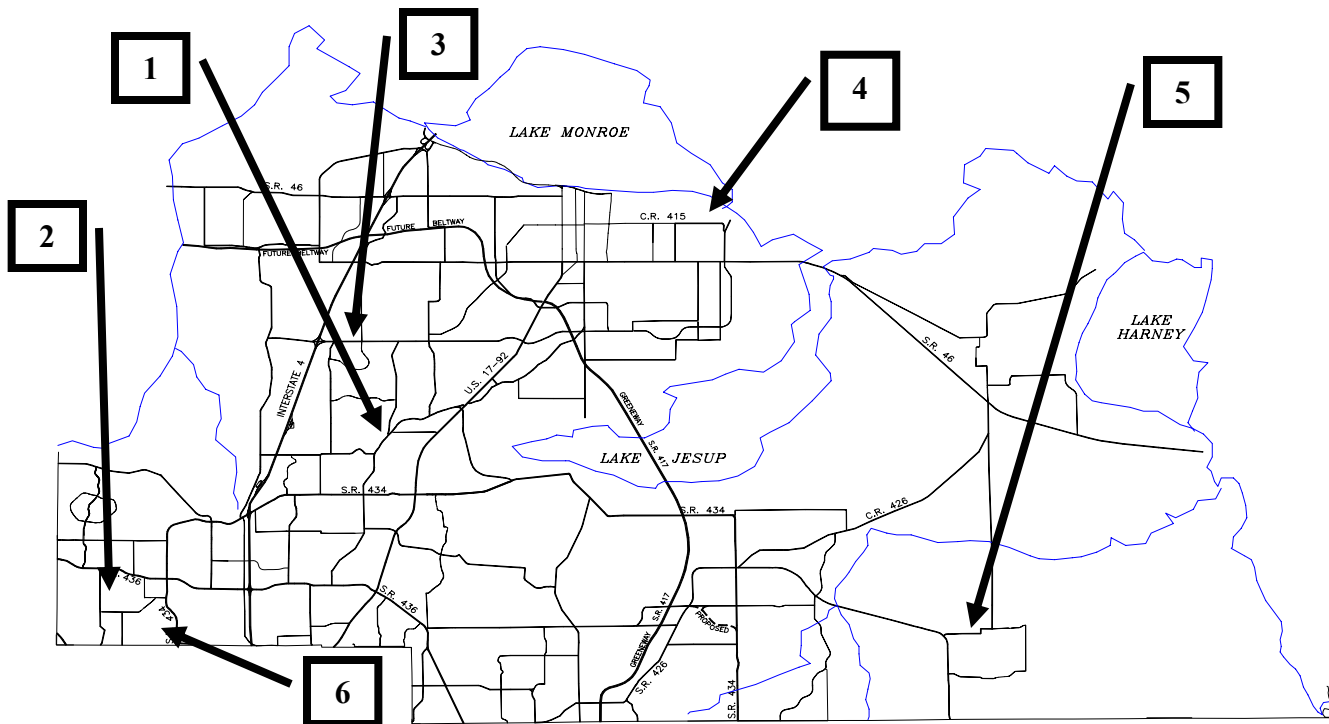 3
1
4
5
LAKE MONROE
S.R. 46
2
C.R. 415
FUTURE BELTWAY
FUTURE BELTWAY
LAKE
HARNEY
S.R. 46
U.S. 17-92
INTERSTATE 4
GREENEWAY
S.R. 417
LAKE JESUP
S.R. 434
S.R. 434
C.R. 426
R. 436
S.R. 436
434
S.R. 417
PROPOSED
GREENEWAY
S.R. 426
S.R. 434
6